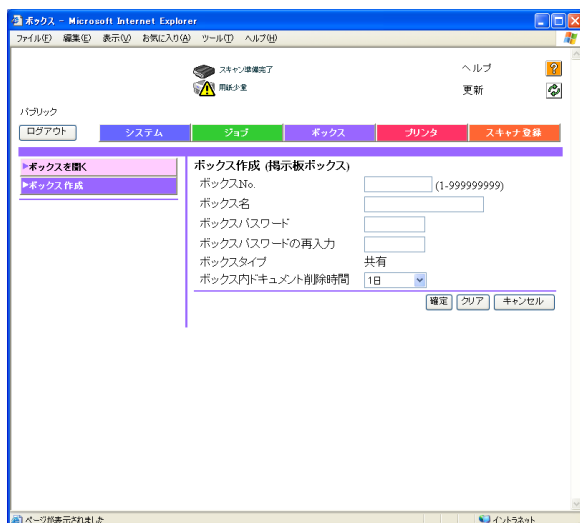 ボックス - Microsoft Internet Explorer
ファイル(F) 編集(E) 表示(V) お気に入り(A) ツール(T) ヘルプ(H)
スキャン準備完了 ヘルプ ?
用紙少量 更新
パブリック
ログアウト システム ジョブ ボックス プリンタ スキャナ登録
ボックスを開く
ボックス作成
ボックス作成 (掲示板ボックス)
ボックスNo. (1-999999999)
ボックス名
ボックスパスワード
ボックスパスワードの再入力
ボックスタイプ 共有
ボックス内ドキュメント削除時間 1日
確定 クリア キャンセル
ページが表示されました イントラネット